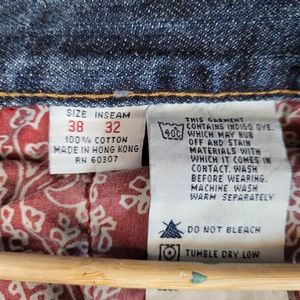 SIZE INSEAM
38 32
100% COTTON
MADE IN HONG KONG
RN 60307
40C
THIS GARMENT
CONTAINS INDIGO DYE.
WHICH MAY RUB
OFF AND STAIN
MATERIALS WITH
WHICH IT COMES IN
CONTACT. WASH
BEFORE WEARING.
MACHINE WASH
WARM SEPARATELY
DO NOT BLEACH
TUMBLE DRY LOW